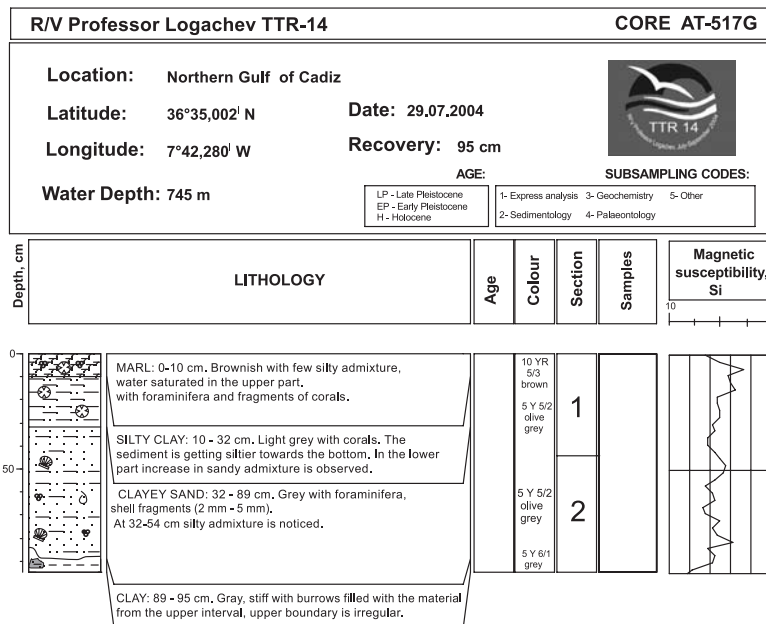 R/V Professor Logachev TTR-14
CORE AT-517G
Location: Northern Gulf of Cadiz
Latitude: 36°35,002ˡ N
Date: 29.07.2004
Longitude: 7°42,280ˡ W
Recovery: 95 cm
Water Depth: 745 m
TTR 14
AGE:
LP - Late Pleistocene
EP - Early Pleistocene
H - Holocene
SUBSAMPLING CODES:
1- Express analysis 3- Geochemistry 5- Other
2- Sedimentology 4- Palaeontology
Depth, cm
LITHOLOGY
Age
Colour
Section
Samples
Magnetic
susceptibility,
Si
10
0
50
MARL: 0-10 cm. Brownish with few silty admixture,
water saturated in the upper part.
with foraminifera and fragments of corals.
SILTY CLAY: 10 - 32 cm. Light grey with corals. The
sediment is getting siltier towards the bottom. In the lower
part increase in sandy admixture is observed.
CLAYEY SAND: 32 - 89 cm. Grey with foraminifera,
shell fragments (2 mm - 5 mm).
At 32-54 cm silty admixture is noticed.
CLAY: 89 - 95 cm. Gray, stiff with burrows filled with the material
from the upper interval, upper boundary is irregular.
10 YR
5/3
brown
5 Y 5/2
olive
grey
5 Y 5/2
olive
grey
5 Y 6/1
grey
1
2